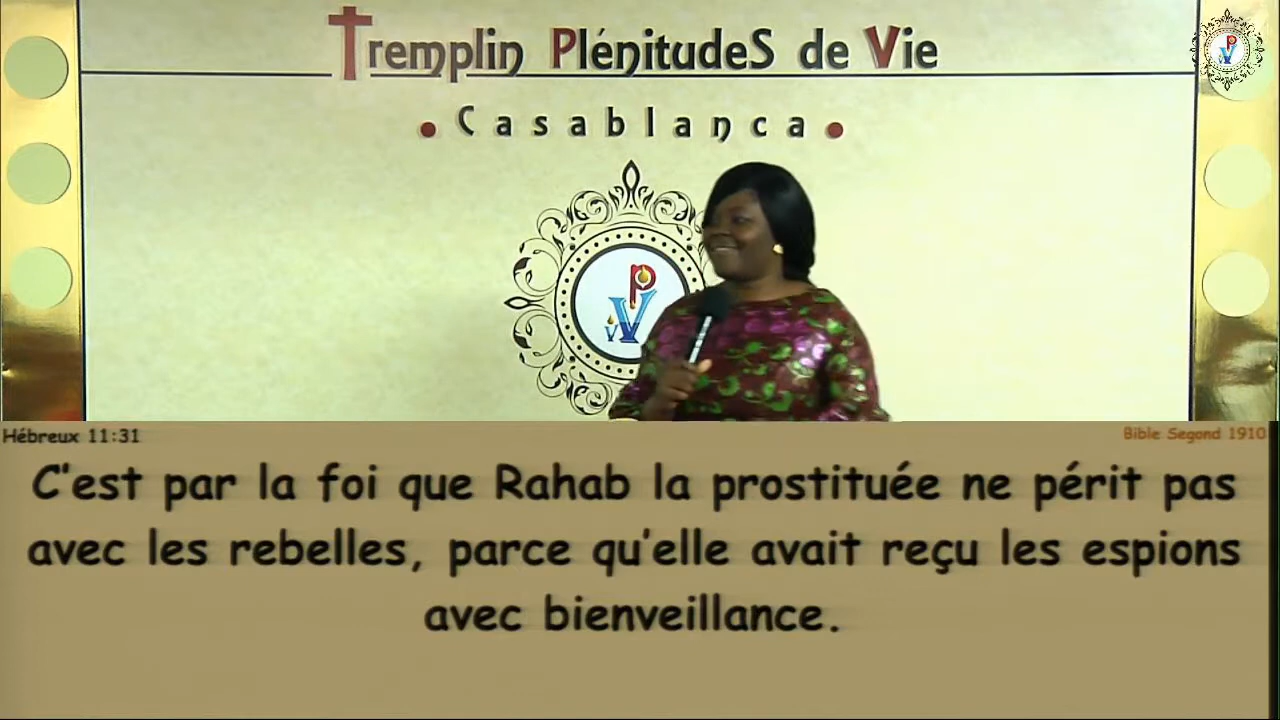 Tremplin PlénitudeS de Vie
• Casablanca •
PVV
Hébreux 11:31
Bible Segond 1910
C'est par la foi que Rahab la prostituée ne périt pas
avec les rebelles, parce qu'elle avait reçu les espions
avec bienveillance.